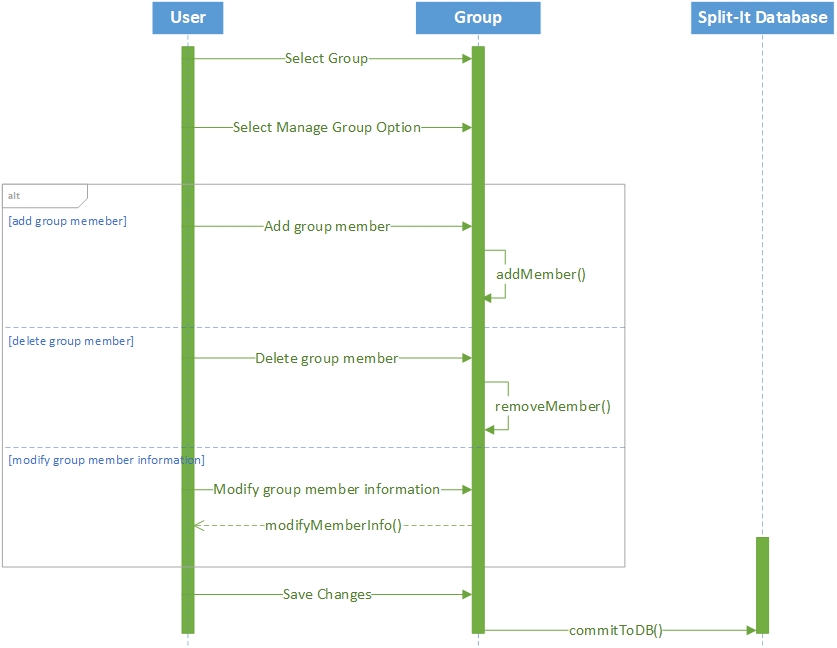 User
Group
Split-It Database
Select Group
Select Manage Group Option
alt
[add group memeber]
Add group member
addMember()
[delete group member]
Delete group member
removeMember()
[modify group member information]
Modify group member information
modifyMemberInfo()
Save Changes
commitToDB()